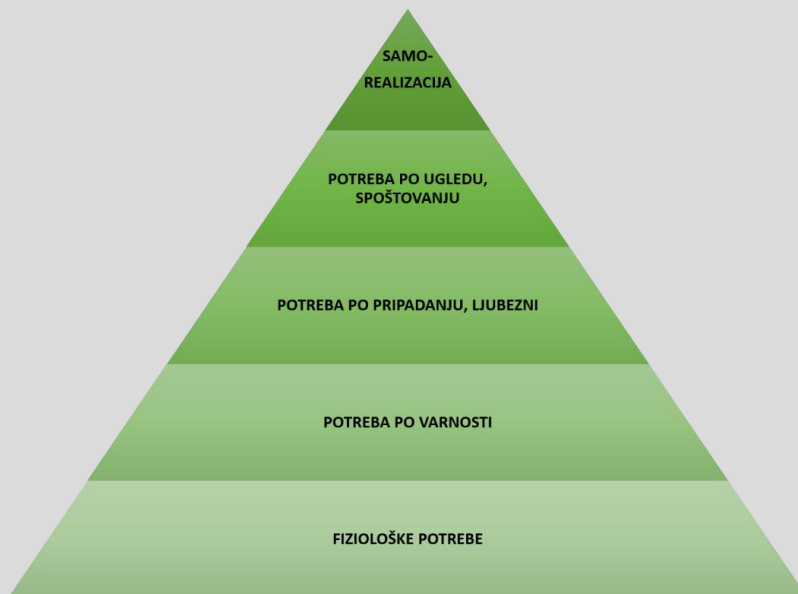 SAMO-
REALIZACIJA
POTREBA PO UGLEDU,
SPOŠTOVANJU
POTREBA PO PRIPADANJU, LJUBEZNI
POTREBA PO VARNOSTI
FIZIOLOŠKE POTREBE